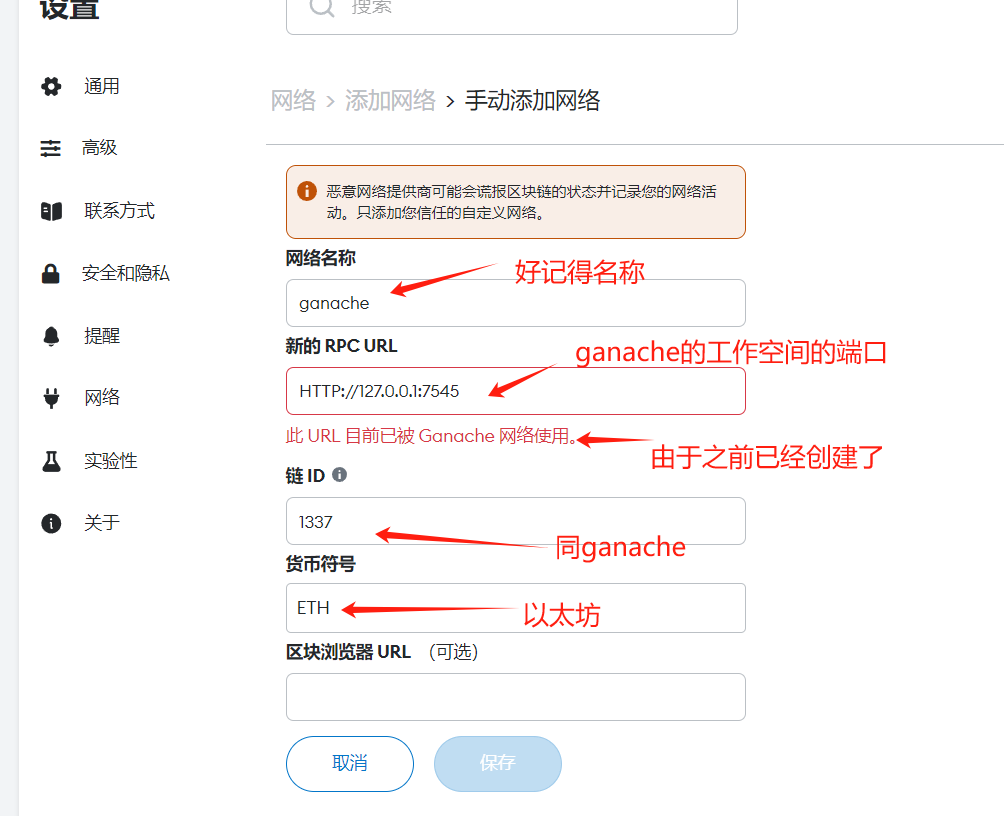 设置
搜索
通用
高级
联系方式
安全和隐私
提醒
网络
实验性
关于
网络 > 添加网络 > 手动添加网络
恶意网络提供商可能会谎报区块链的状态并记录您的网络活
动。只添加您信任的自定义网络。
网络名称
好记得名称
ganache
新的 RPC URL
ganache的工作空间的端口
HTTP://127.0.0.1:7545
此 URL 目前已被 Ganache 网络使用。
由于之前已经创建了
链 ID
1337
同ganache
货币符号
ETH
以太坊
区块浏览器 URL (可选)
取消
保存